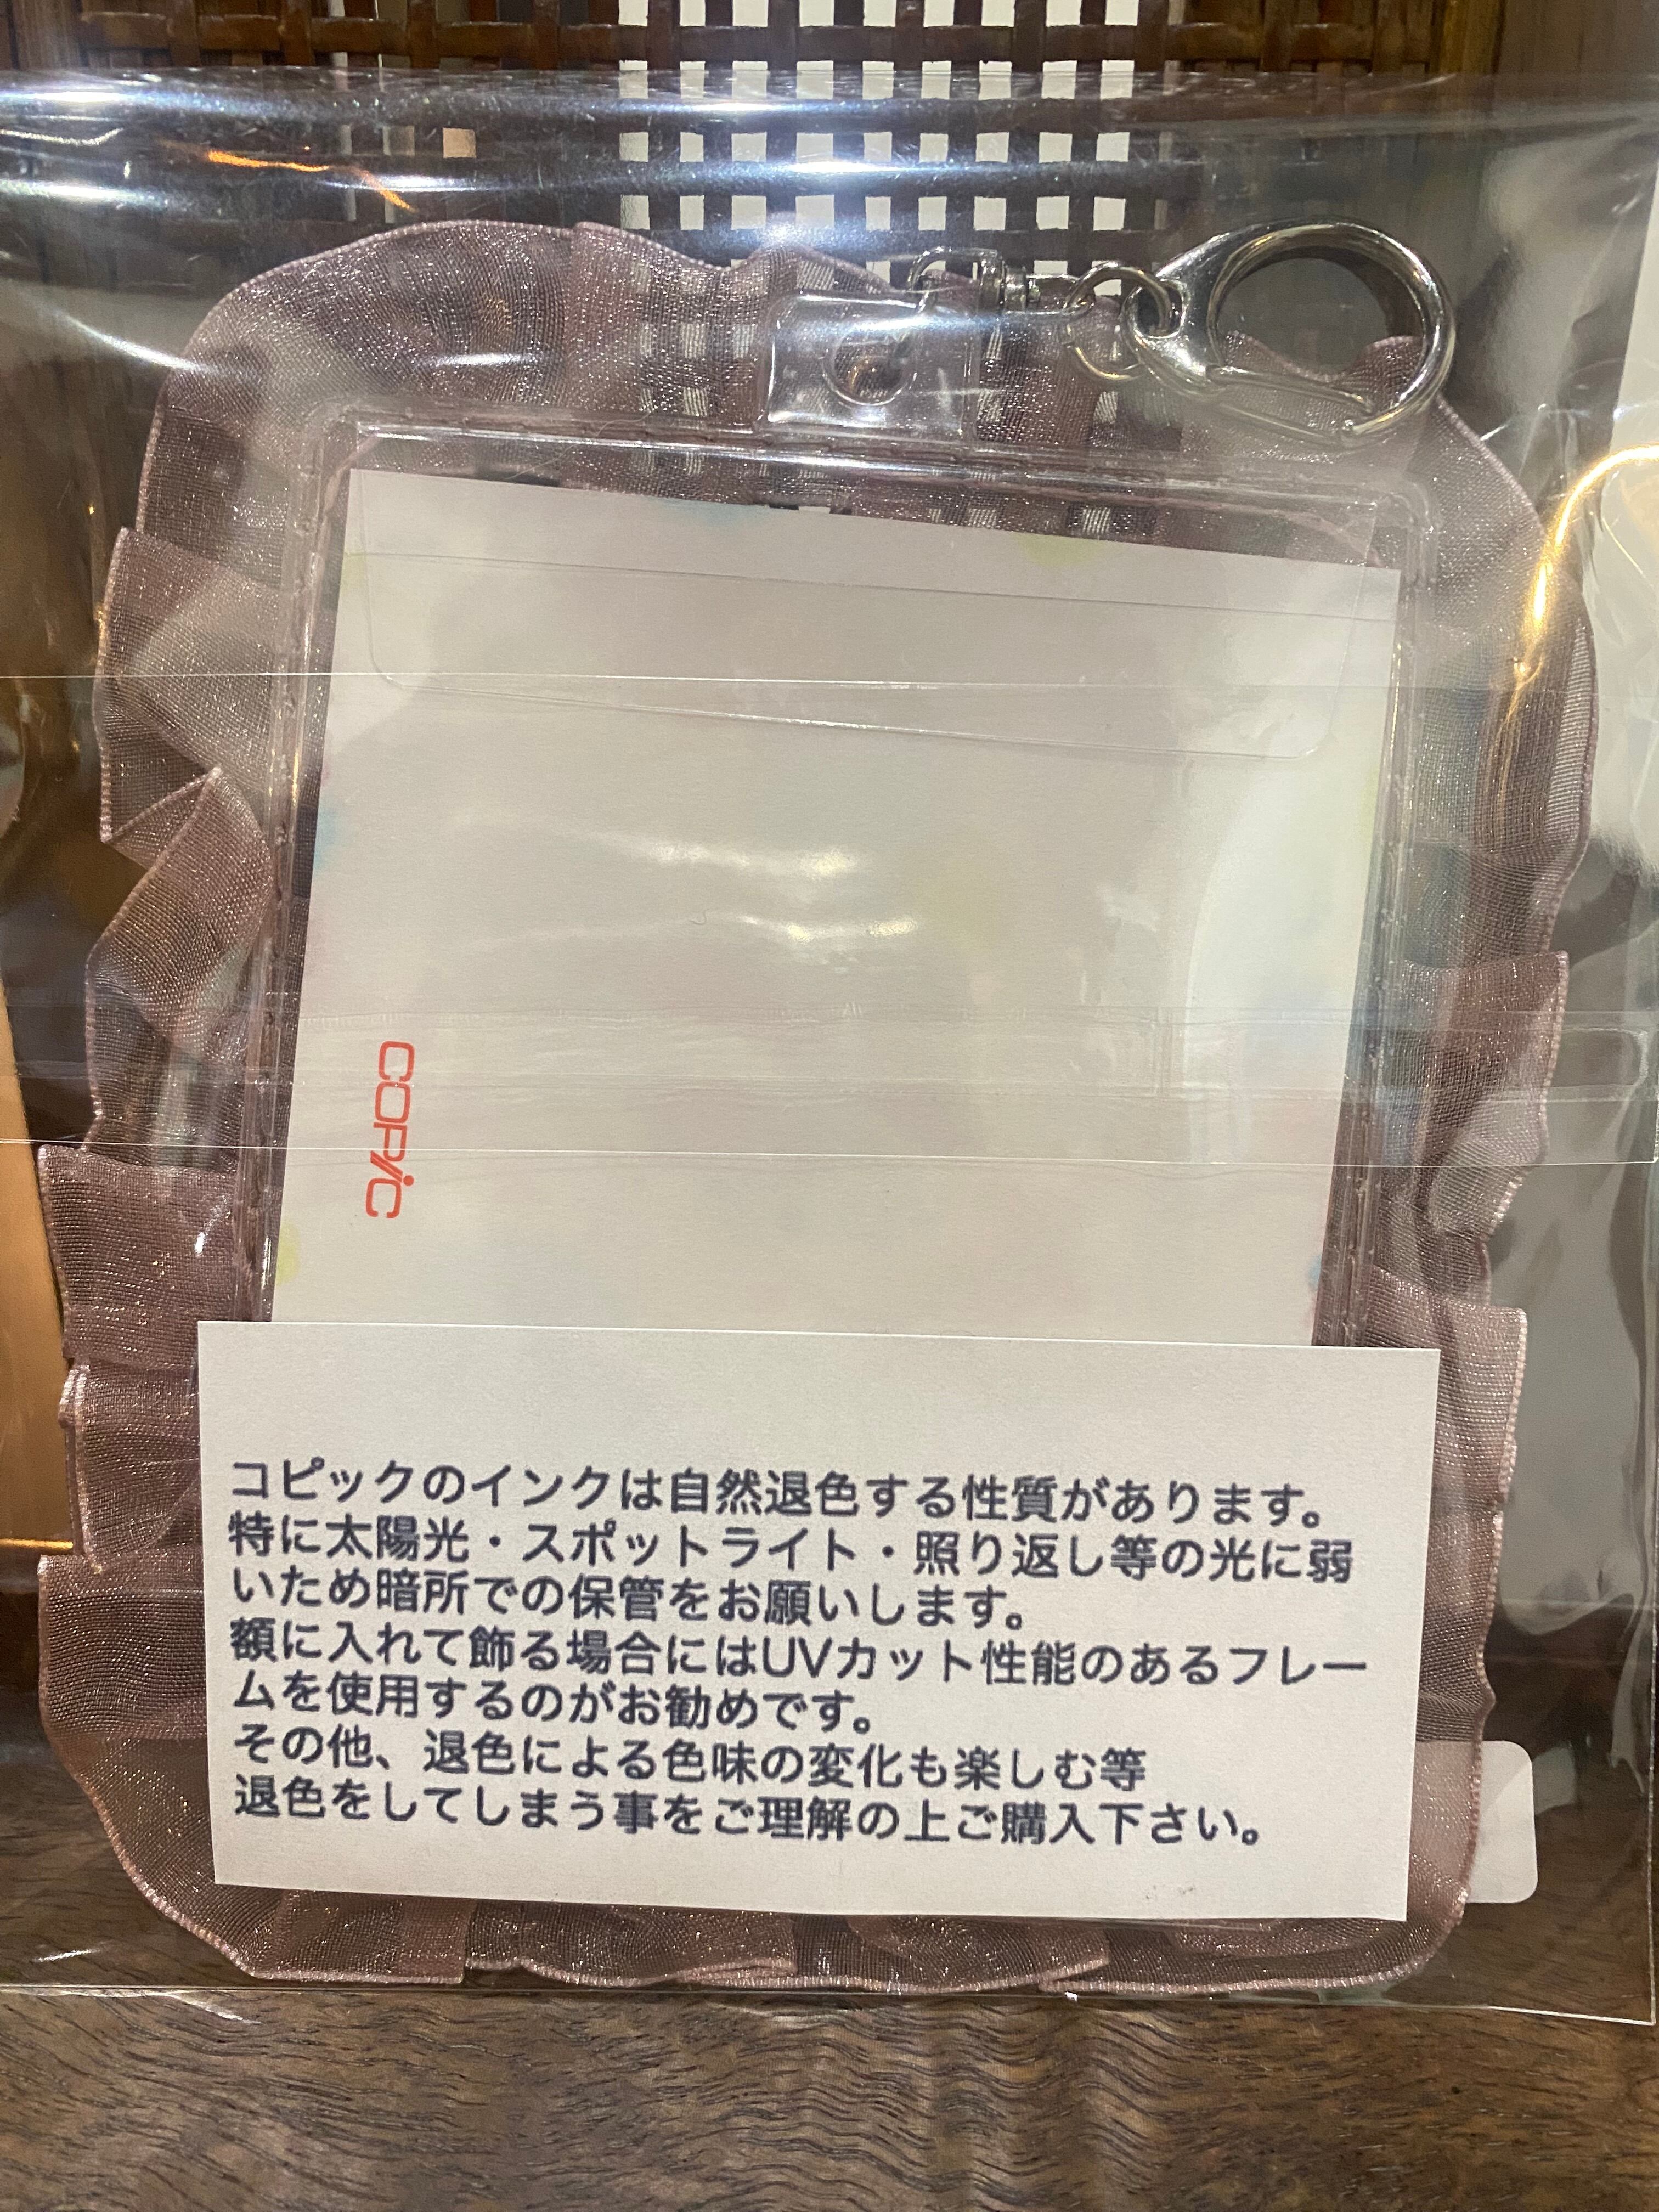 COPiC
コピックのインクは自然退色する性質があります。
特に太陽光・スポットライト・照り返し等の光に弱
いため暗所での保管をお願いします。
額に入れて飾る場合にはUVカット性能のあるフレー
ムを使用するのがお勧めです。
その他、退色による色味の変化も楽しむ等
退色をしてしまう事をご理解の上ご購入下さい。